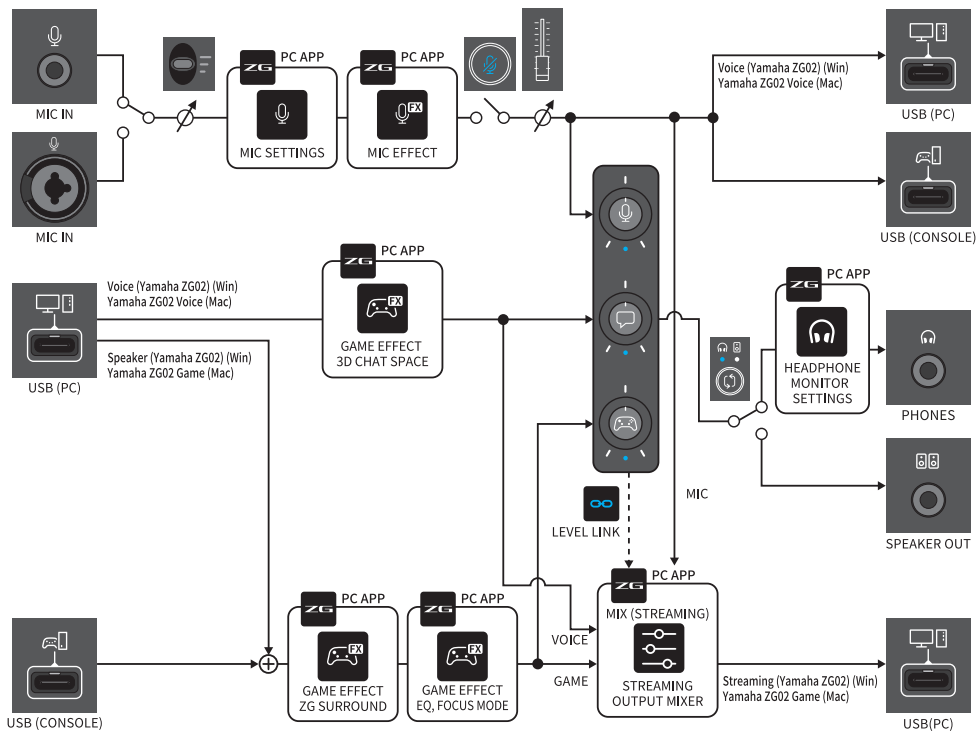 MIC IN
MIC IN
ZG
PC APP
MIC SETTINGS
ZG
PC APP
FX
MIC EFFECT
Voice (Yamaha ZG02) (Win)
Yamaha ZG02 Voice (Mac)
USB (PC)
USB (CONSOLE)
Voice (Yamaha ZG02) (Win)
Yamaha ZG02 Voice (Mac)
Speaker (Yamaha ZG02) (Win)
Yamaha ZG02 Game (Mac)
USB (PC)
ZG
PC APP
FX
GAME EFFECT
3D CHAT SPACE
ZG
PC APP
HEADPHONE
MONITOR
SETTINGS
PHONES
SPEAKER OUT
LEVEL LINK
MIC
USB (CONSOLE)
ZG
PC APP
FX
GAME EFFECT
ZG SURROUND
ZG
PC APP
FX
GAME EFFECT
EQ, FOCUS MODE
VOICE
GAME
ZG
PC APP
MIX (STREAMING)
STREAMING
OUTPUT MIXER
Streaming (Yamaha ZG02) (Win)
Yamaha ZG02 Game (Mac)
USB(PC)